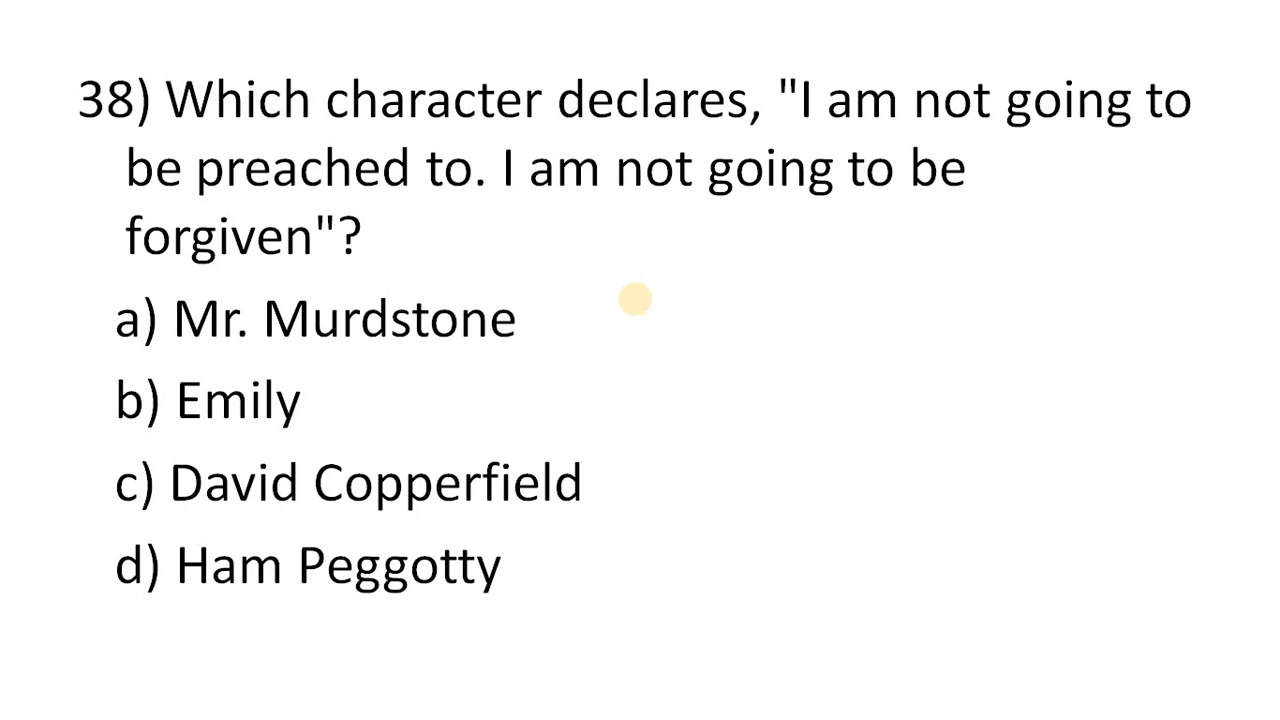 38) Which character declares, "I am not going to
be preached to. I am not going to be
forgiven"?
a) Mr. Murdstone
b) Emily
c) David Copperfield
d) Ham Peggotty